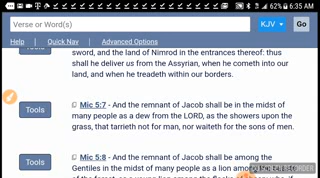 62% 6:35 AM
Verse or Word(s) KJV Go
Help | Quick Nav | Advanced Options
Tools
sword, and the land of Nimrod in the entrances thereof: thus
shall he deliver us from the Assyrian, when he cometh into our
land, and when he treadeth within our borders.
Tools
Mic 5:7 - And the remnant of Jacob shall be in the midst of
many people as a dew from the LORD, as the showers upon the
grass, that tarrieth not for man, nor waiteth for the sons of men.
Tools
Mic 5:8 - And the remnant of Jacob shall be among the
Gentiles in the midst of many people as a lion among the